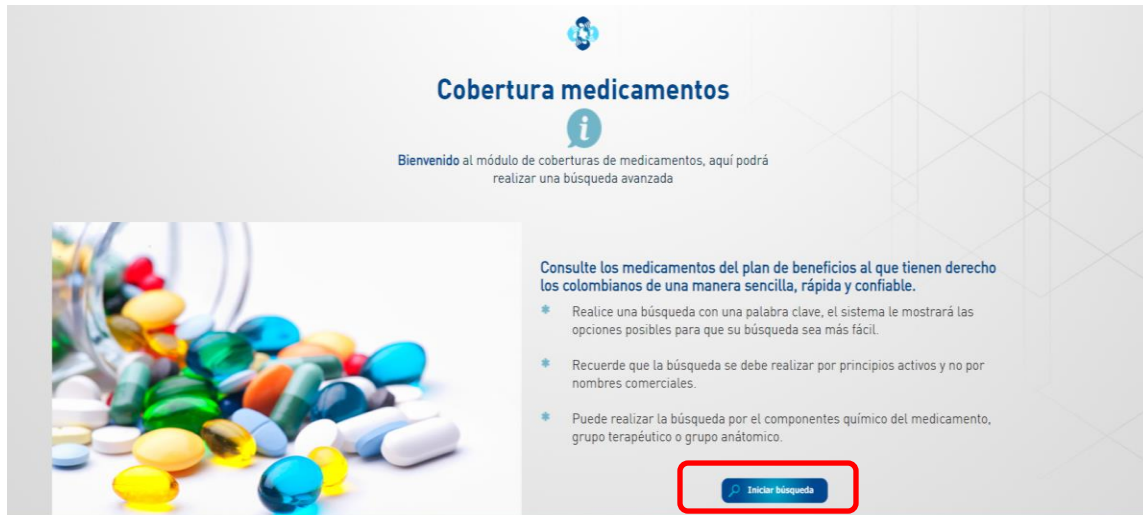 Cobertura medicamentos
i
Bienvenido al módulo de coberturas de medicamentos, aquí podrá
realizar una búsqueda avanzada
Consulte los medicamentos del plan de beneficios al que tienen derecho
los colombianos de una manera sencilla, rápida y confiable.
* Realice una búsqueda con una palabra clave, el sistema le mostrará las
opciones posibles para que su búsqueda sea más fácil.
* Recuerde que la búsqueda se debe realizar por principios activos y no por
nombres comerciales.
* Puede realizar la búsqueda por el componentes químico del medicamento,
grupo terapéutico o grupo anátomico.
Iniciar búsqueda